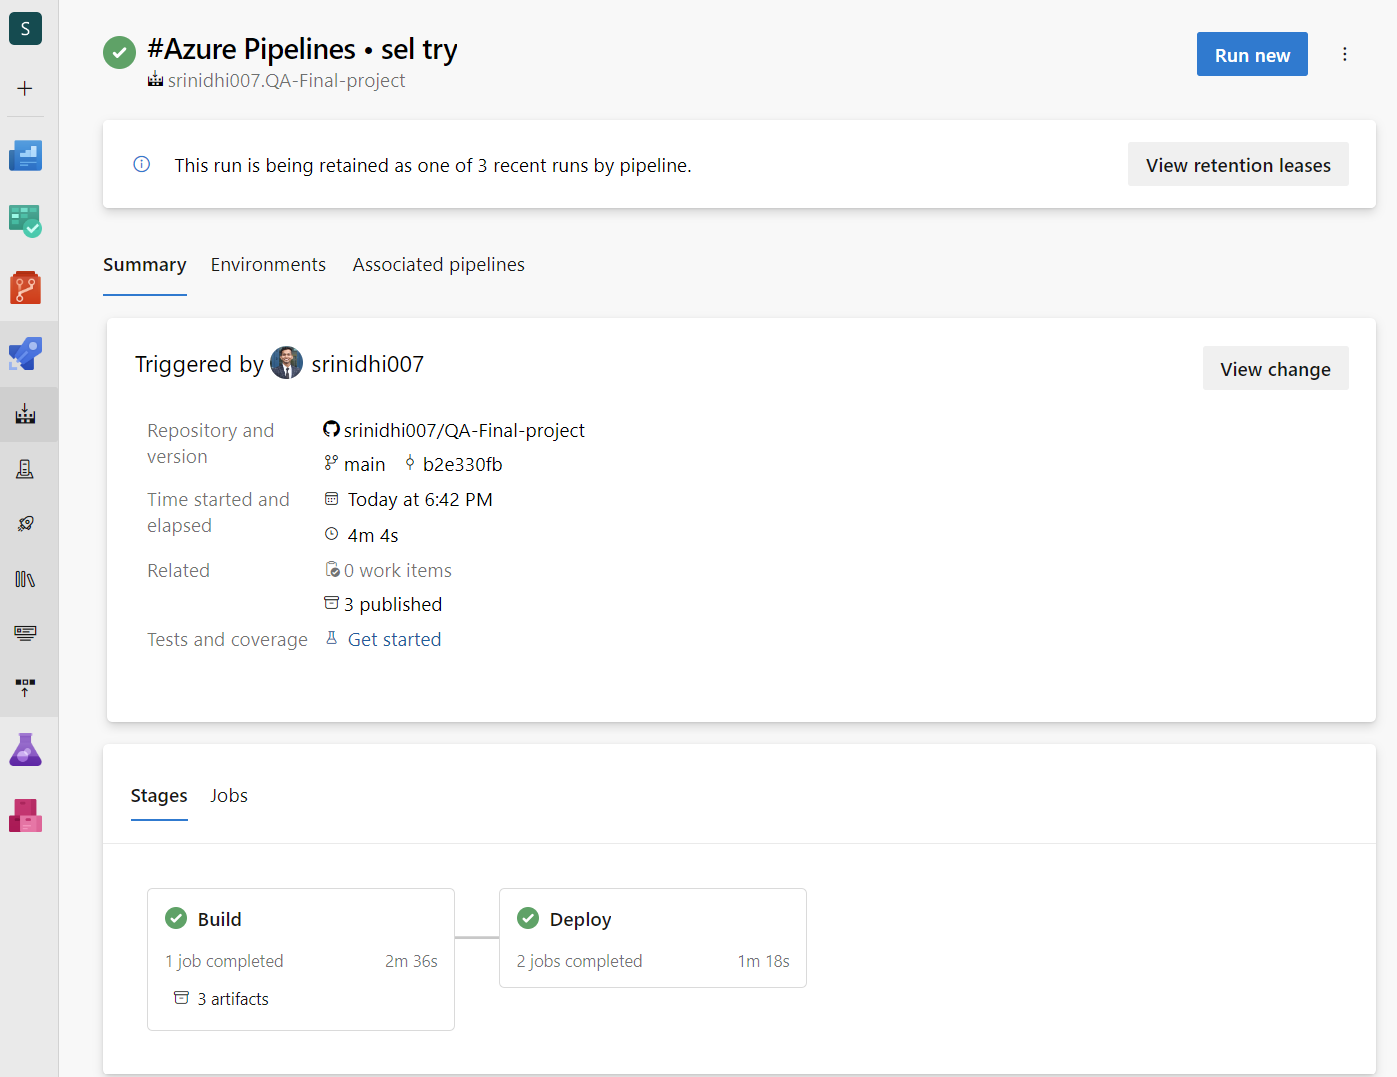 S
#Azure Pipelines • sel try
Run new
srinidhi007.QA-Final-project
This run is being retained as one of 3 recent runs by pipeline.
View retention leases
Summary Environments Associated pipelines
Triggered by srinidhi007
View change
Repository and version
srinidhi007/QA-Final-project
main b2e330fb
Time started and elapsed
Today at 6:42 PM
4m 4s
Related
0 work items
3 published
Tests and coverage
Get started
Stages Jobs
Build
1 job completed 2m 36s
3 artifacts
Deploy
2 jobs completed 1m 18s